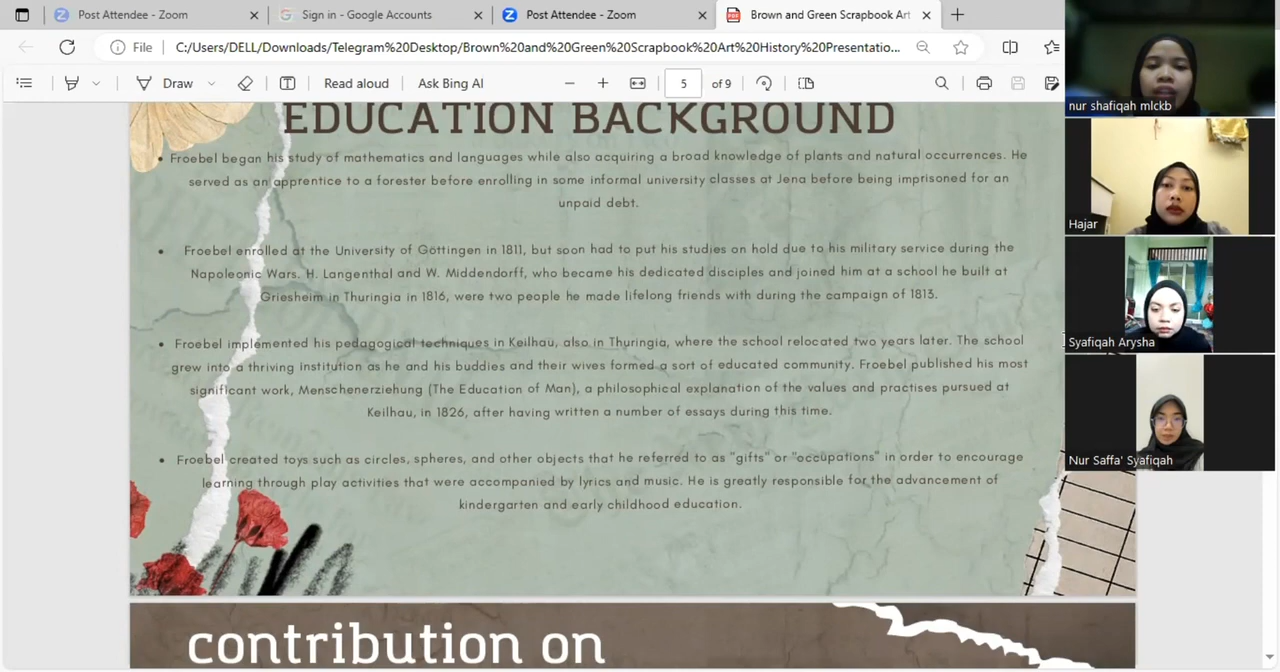 Post Attendee - Zoom
Sign in - Google Accounts
Post Attendee - Zoom
Brown and Green Scrapbook Art
File
C:/Users/DELL/Downloads/Telegram%20Desktop/Brown%20and%20Green%20Scrapbook%20Art%20History%20Presentatio...
Draw
Read aloud
Ask Bing AI
5
of 9
EDUCATION BACKGROUND
Froebel began his study of mathematics and languages while also acquiring a broad knowledge of plants and natural occurrences. He
served as an apprentice to a forester before enrolling in some informal university classes at Jena before being imprisoned for an
unpaid debt.
Froebel enrolled at the University of Göttingen in 1811, but soon had to put his studies on hold due to his military service during the
Napoleonic Wars. H. Langenthal and W. Middendorff, who became his dedicated disciples and joined him at a school he built at
Griesheim in Thuringia in 1816, were two people he made lifelong friends with during the campaign of 1813.
Froebel implemented his pedagogical techniques in Keilhau, also in Thuringia, where the school relocated two years later. The school
grew into a thriving institution as he and his buddies and their wives formed a sort of educated community. Froebel published his most
significant work, Menschenerziehung (The Education of Man), a philosophical explanation of the values and practises pursued at
Keilhau, in 1826, after having written a number of essays during this time.
Froebel created toys such as circles, spheres, and other objects that he referred to as "gifts" or "occupations" in order to encourage
learning through play activities that were accompanied by lyrics and music. He is greatly responsible for the advancement of
kindergarten and early childhood education.
contribution on
nur shafiqah mlckb
Hajar
Syafiqah Arysha
Nur Saffa' Syafiqah